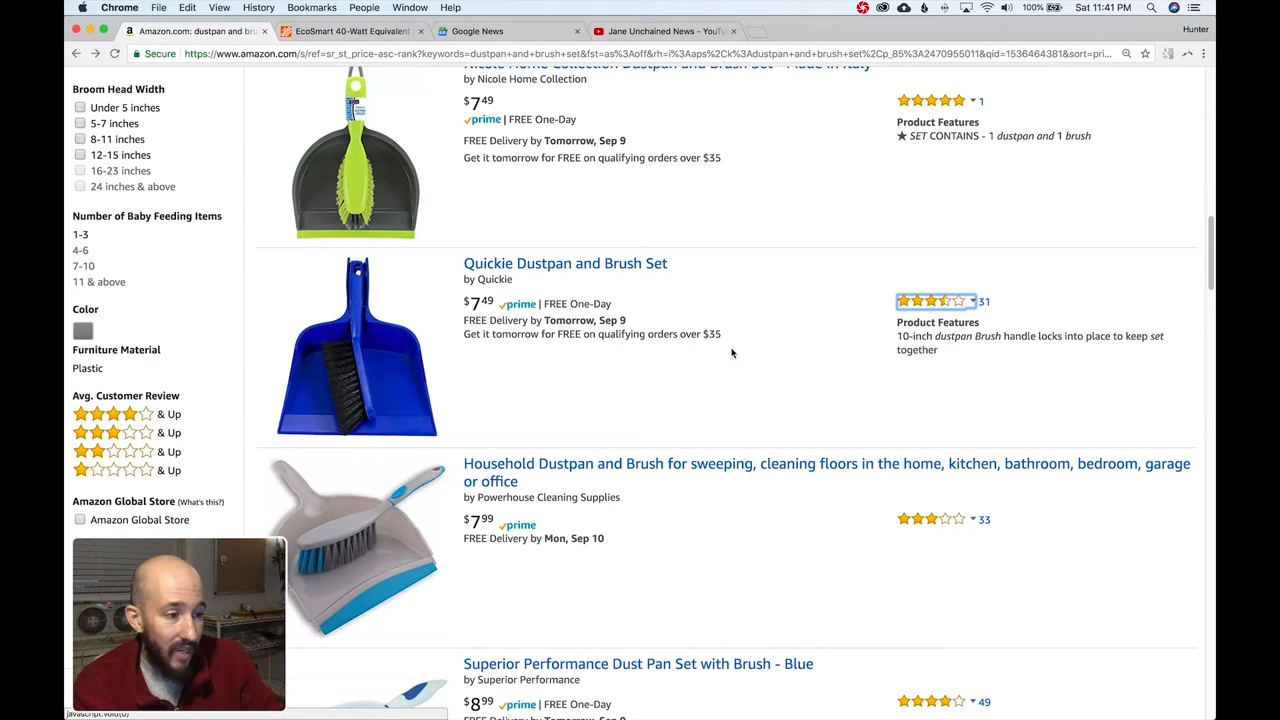 Chrome File Edit View History Bookmarks People Window Help 100% Sat 11:41 PM
Amazon.com: dustpan and bru × EcoSmart 40-Watt Equivalent × Google News × Jane Unchained News - YouTu × Hunter
Secure https://www.amazon.com/s/ref=sr_st_price-asc-rank?keywords=dustpan+and+brush+set&fst=as%3Aoff&rh=i%3Aaps%2Ck%3Adustpan+and+brush+set%2Cp_85%3A2470955011&qid=1536464381&sort=pri...
Broom Head Width
Under 5 inches
5-7 inches
8-11 inches
12-15 inches
16-23 inches
24 inches & above
Number of Baby Feeding Items
1-3
4-6
7-10
11 & above
Color
Furniture Material
Plastic
Avg. Customer Review
& Up
& Up
& Up
& Up
Amazon Global Store (What's this?)
Amazon Global Store
Nicole Home Collection Dustpan and Brush Set - Made in Italy
by Nicole Home Collection
$7 49
prime | FREE One-Day
FREE Delivery by Tomorrow, Sep 9
Get it tomorrow for FREE on qualifying orders over $35
1
Product Features
★ SET CONTAINS - 1 dustpan and 1 brush
Quickie Dustpan and Brush Set
by Quickie
$7 49 prime | FREE One-Day
FREE Delivery by Tomorrow, Sep 9
Get it tomorrow for FREE on qualifying orders over $35
31
Product Features
10-inch dustpan Brush handle locks into place to keep set
together
Household Dustpan and Brush for sweeping, cleaning floors in the home, kitchen, bathroom, bedroom, garage
or office
by Powerhouse Cleaning Supplies
$7 99 prime
FREE Delivery by Mon, Sep 10
33
Superior Performance Dust Pan Set with Brush - Blue
by Superior Performance
$8 99 prime | FREE One-Day
FREE Delivery by Tomorrow, Sep 9
49
javascript:void(0)